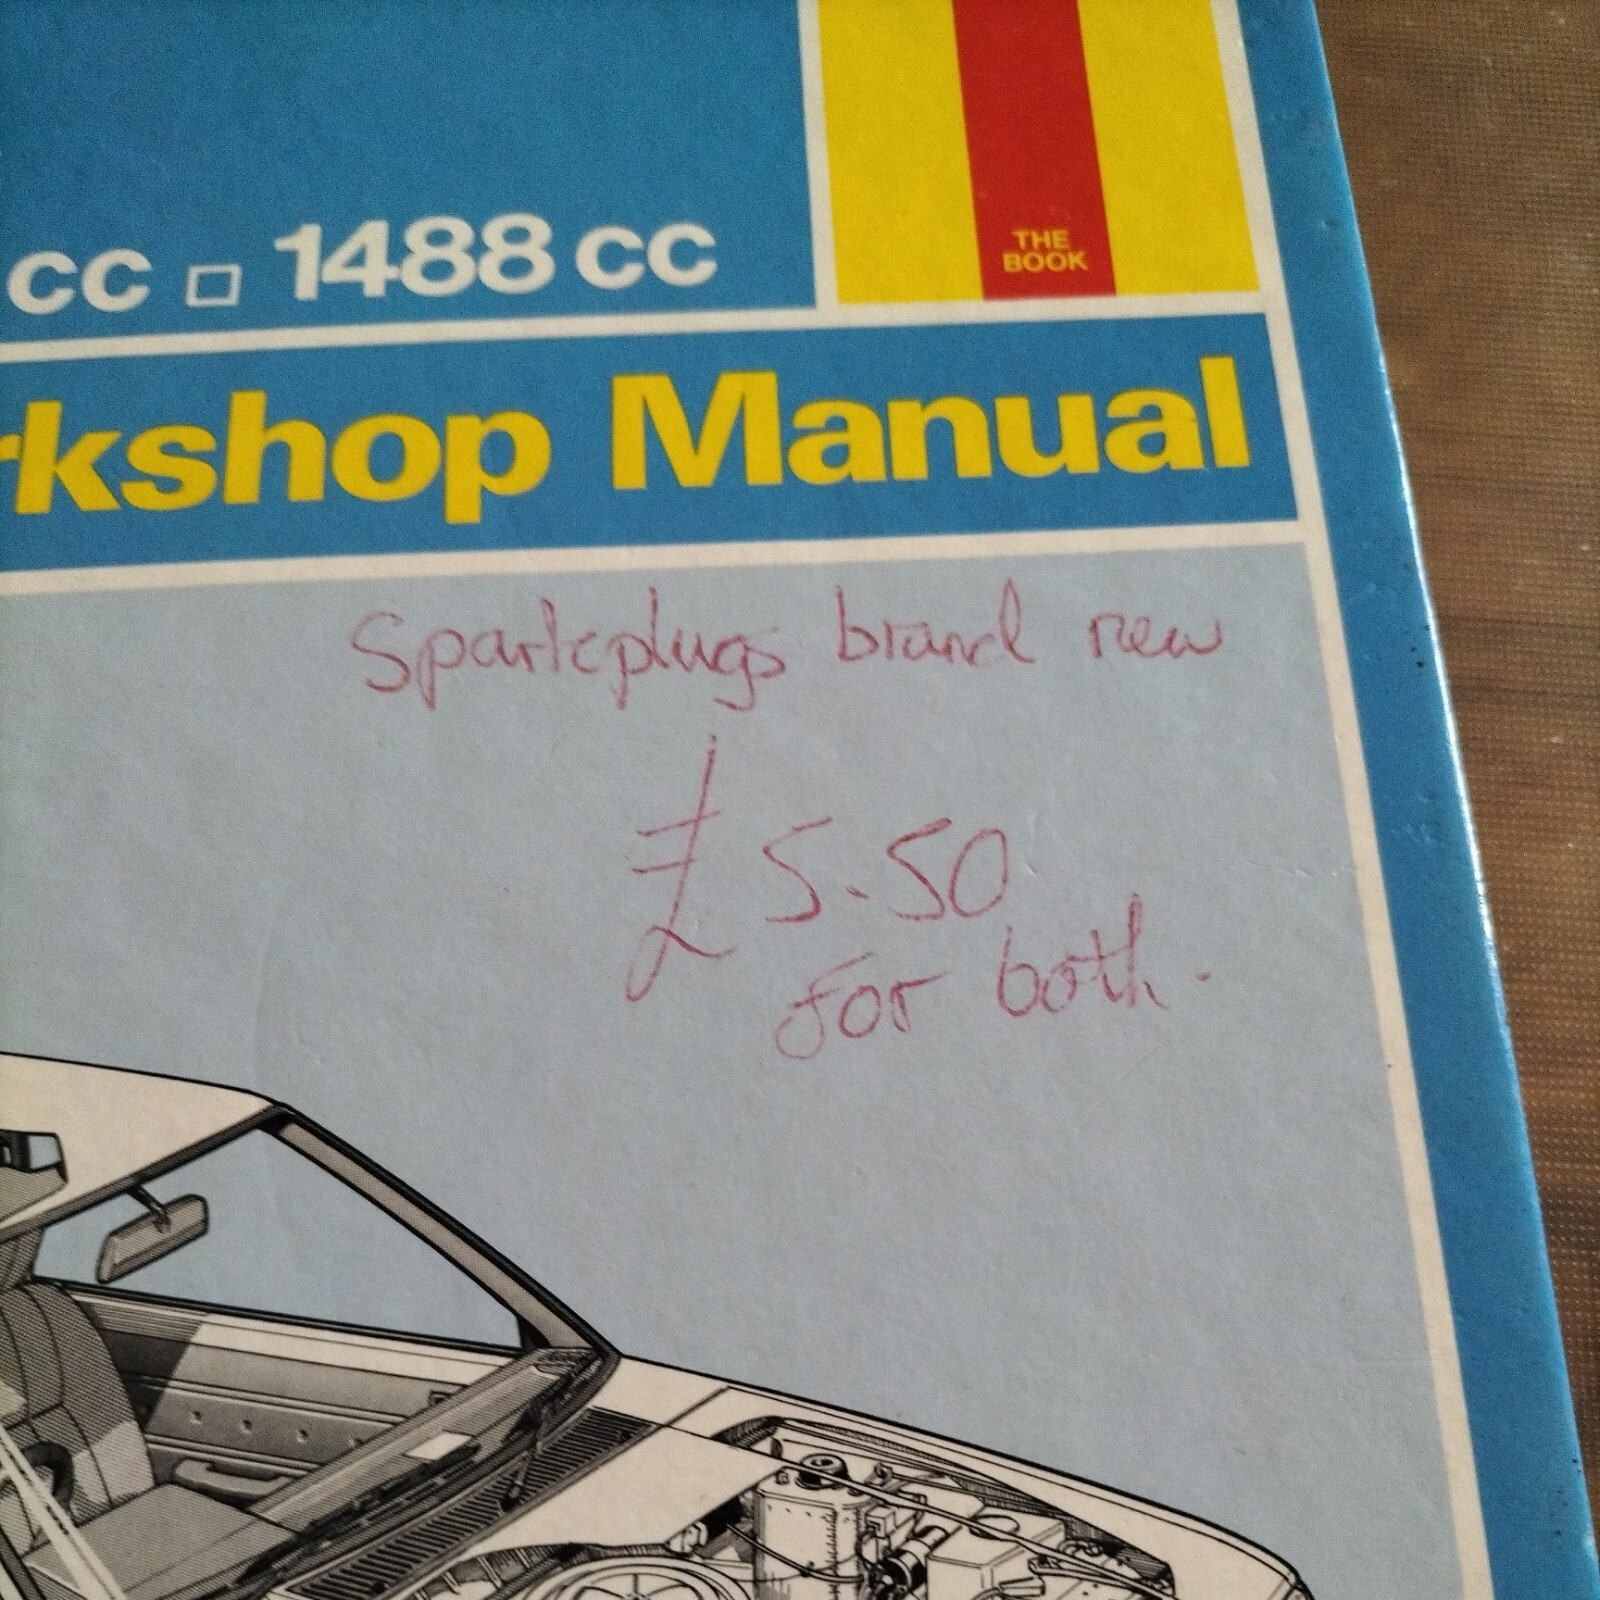 cc □ 1488 cc
THE
BOOK
rkshop Manual
Sparkplugs brand new
£5.50
for both.